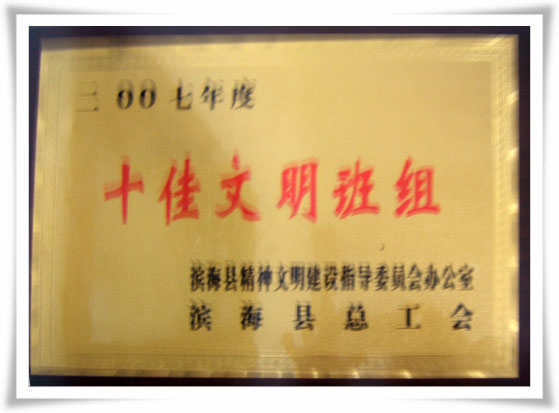 二00七年度
十佳文明班组
滨海县精神文明建设指导委员会办公室
滨海县总工会